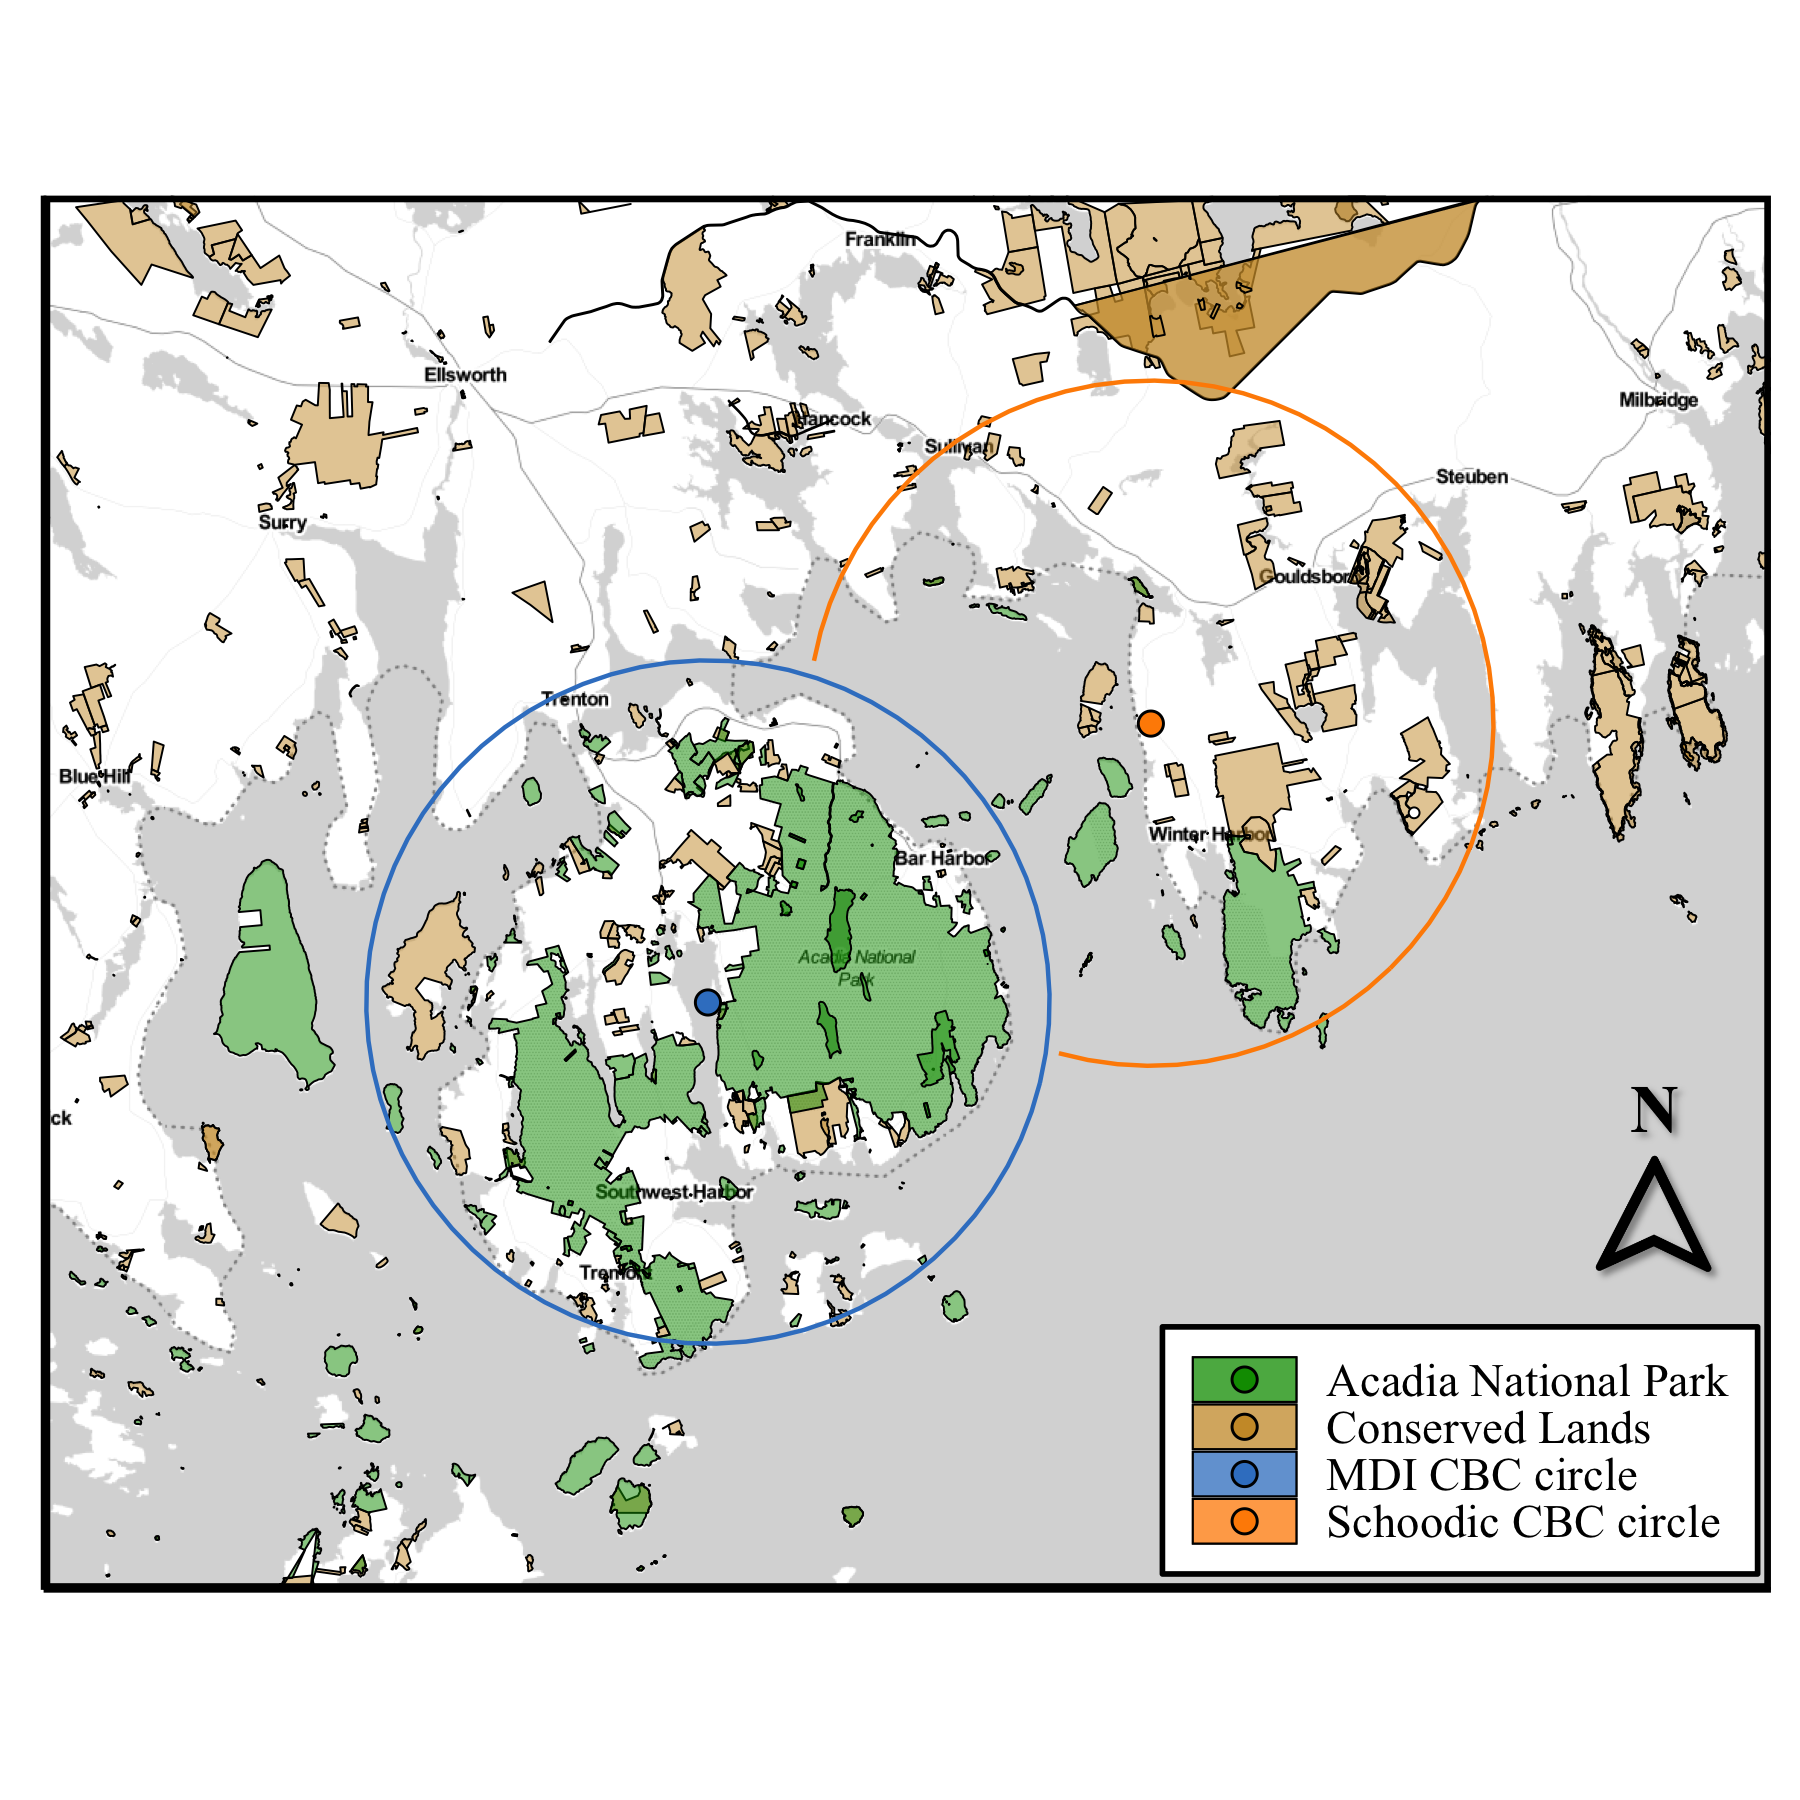 Franklin
Ellsworth
Milbridge
Hancock
Sullivan
Steuben
Surry
Gouldsboro
Trenton
Blue Hill
Winter Harbor
Bar Harbor
Acadia National
Park
ck
N
Southwest Harbor
Tremont
Acadia National Park
Conserved Lands
MDI CBC circle
Schoodic CBC circle